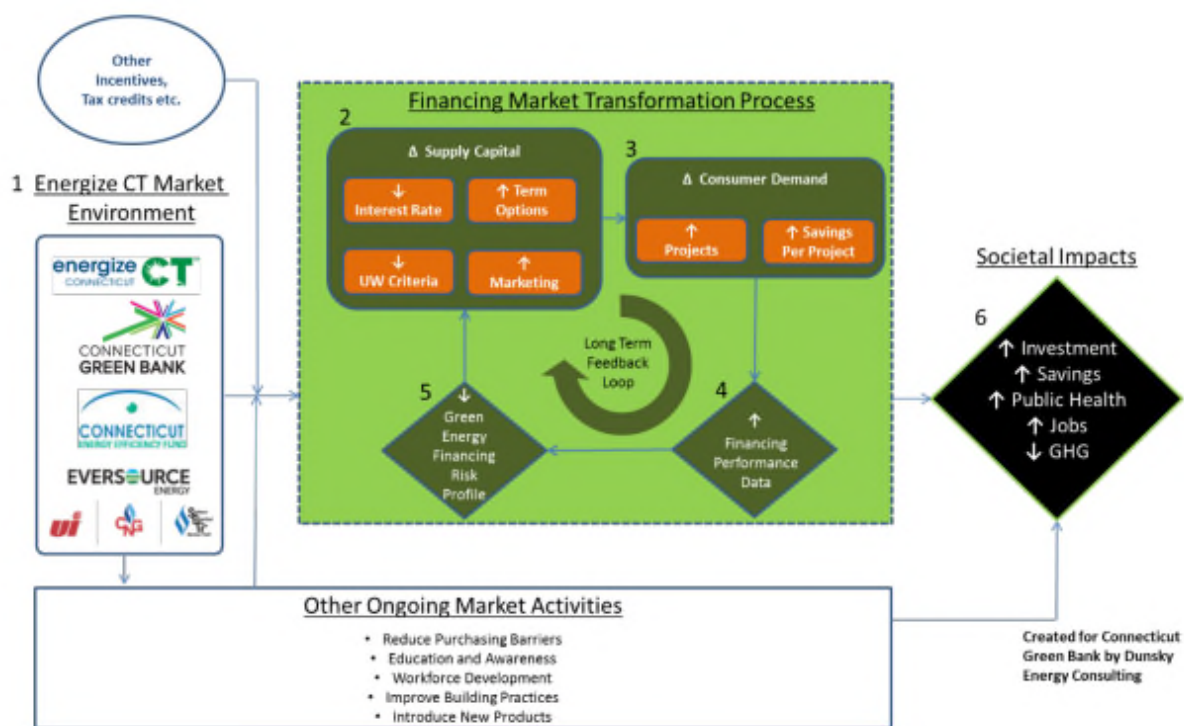 Other
Incentives,
Tax credits etc.
1 Energize CT Market
Environment
energize CT
CONNECTICUT
CONNECTICUT
GREEN BANK
CONNECTICUT
ENERGY EFFICIENCY FUND
EVERSOURCE
ENERGY
ui
CNG
Financing Market Transformation Process
2
Δ Supply Capital
↓
Interest Rate
↑ Term
Options
↓
UW Criteria
↑
Marketing
3
Δ Consumer Demand
↑
Projects
↑ Savings
Per Project
Long Term
Feedback
Loop
4
↑
Financing
Performance
Data
5
↓
Green
Energy
Financing
Risk
Profile
Societal Impacts
6
↑ Investment
↑ Savings
↑ Public Health
↑ Jobs
↓ GHG
Other Ongoing Market Activities
• Reduce Purchasing Barriers
• Education and Awareness
• Workforce Development
• Improve Building Practices
• Introduce New Products
Created for Connecticut
Green Bank by Dunsky
Energy Consulting